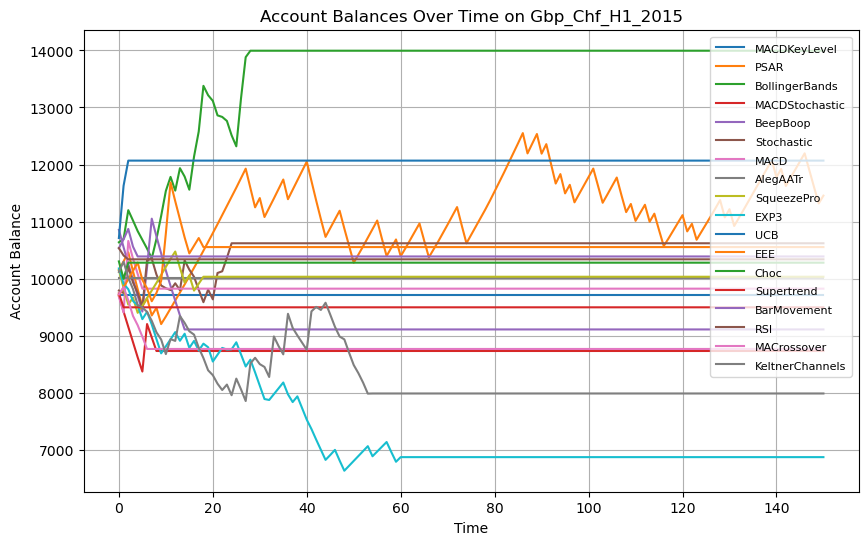 Account Balances Over Time on Gbp_Chf_H1_2015
Account Balance
14000
13000
12000
11000
10000
9000
8000
7000
MACDKeyLevel
PSAR
BollingerBands
MACDStochastic
BeepBoop
Stochastic
MACD
AlegAATr
SqueezePro
EXP3
UCB
EEE
Choc
Supertrend
BarMovement
RSI
MACrossover
KeltnerChannels
0 20 40 60 80 100 120 140
Time